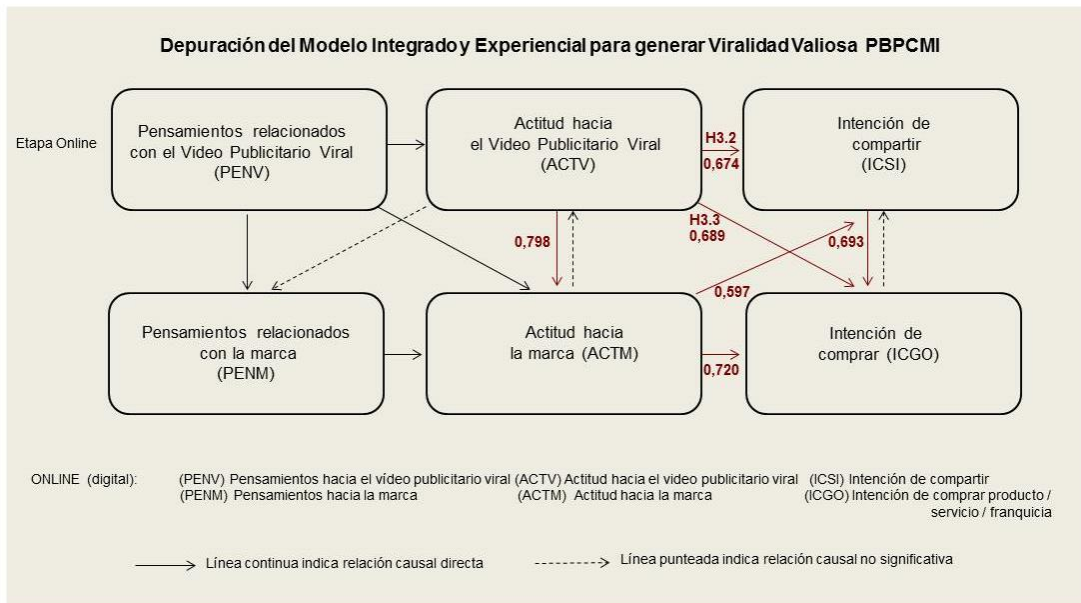 Depuración del Modelo Integrado y Experiencial para generar Viralidad Valiosa PBPCMI
Etapa Online
Pensamientos relacionados
con el Video Publicitario Viral
(PENV)
Actitud hacia
el Video Publicitario Viral
(ACTV)
H3.2
0,674
Intención de
compartir
(ICSI)
0,798
H3.3
0,689
0,693
0,597
Pensamientos relacionados
con la marca
(PENM)
Actitud hacia
la marca (ACTM)
0,720
Intención de
comprar (ICGO)
ONLINE (digital): (PENV) Pensamientos hacia el vídeo publicitario viral (ACTV) Actitud hacia el video publicitario viral (ICSI) Intención de compartir
(PENM) Pensamientos hacia la marca (ACTM) Actitud hacia la marca (ICGO) Intención de comprar producto /
servicio / franquicia
Línea continua indica relación causal directa
Línea punteada indica relación causal no significativa